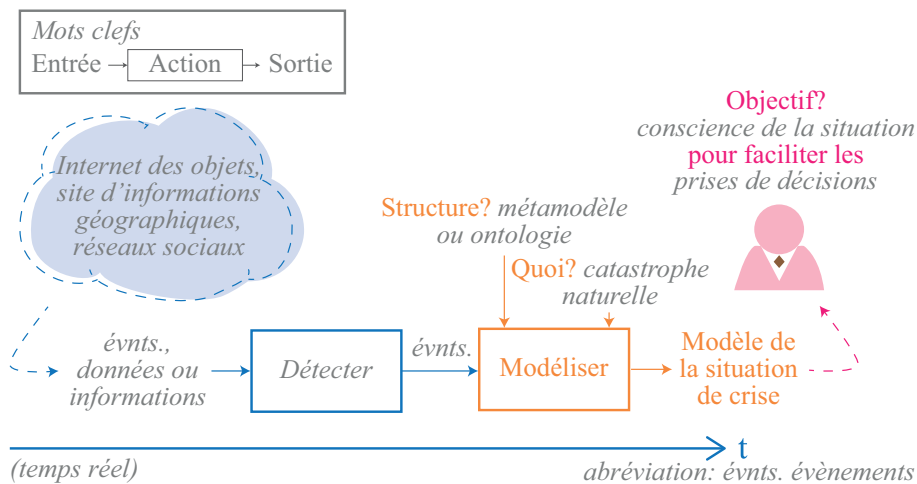 Mots clefs
Entrée Action Sortie
Internet des objets,
site d'informations
géographiques,
réseaux sociaux
Objectif?
conscience de la situation
pour faciliter les
prises de décisions
Structure? métamodèle
ou ontologie
Quoi? catastrophe
naturelle
évnts.,
données ou
informations
Détecter
évnts.
Modéliser
Modèle de
la situation
de crise
t
(temps réel)
abréviation: évnts. évènements